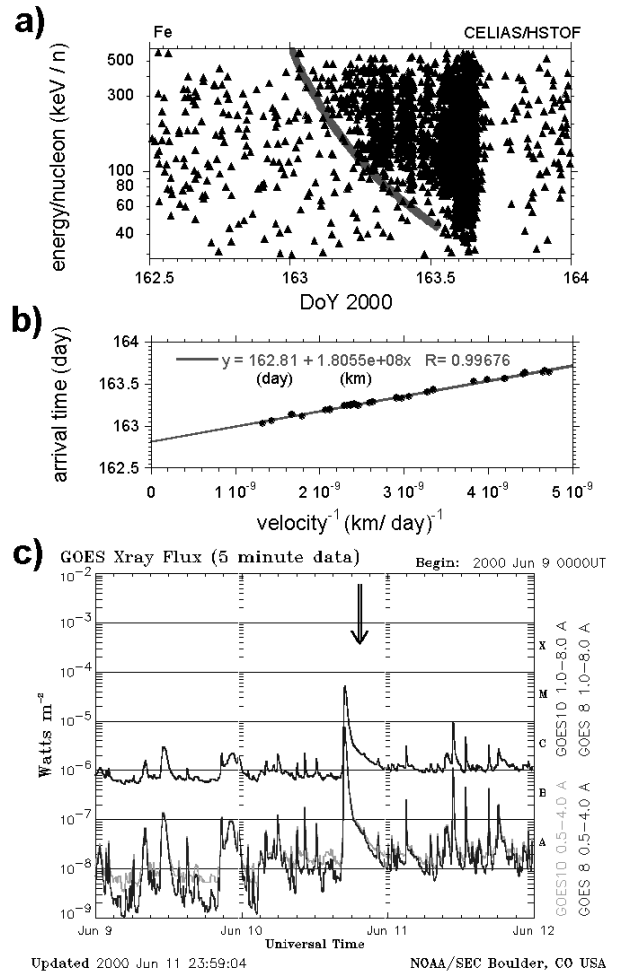 a)
Fe CELIAS/HSTOF
energy/nucleon (keV / n)
500
300
100
80
60
40
162.5 163 163.5 164
DoY 2000
b)
arrival time (day)
164
163.5
163
162.5
y = 162.81 + 1.8055e+08x R= 0.99676
(day) (km)
0 1 10⁻⁹ 2 10⁻⁹ 3 10⁻⁹ 4 10⁻⁹ 5 10⁻⁹
velocity⁻¹ (km/ day)⁻¹
c)
GOES Xray Flux (5 minute data) Begin: 2000 Jun 9 0000UT
Watts m⁻²
10⁻²
10⁻³
10⁻⁴
10⁻⁵
10⁻⁶
10⁻⁷
10⁻⁸
10⁻⁹
X
M
C
B
A
GOES10 1.0-8.0 A
GOES 8 1.0-8.0 A
GOES10 0.5-4.0 A
GOES 8 0.5-4.0 A
Jun 9 Jun 10 Jun 11 Jun 12
Universal Time
Updated 2000 Jun 11 23:59:04 NOAA/SEC Boulder, CO USA